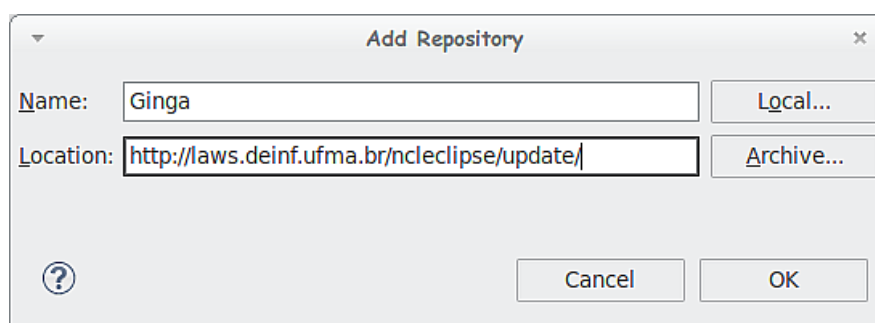 Add Repository
Name: Ginga Local...
Location: http://laws.deinf.ufma.br/ncleclipse/update/ Archive...
? Cancel OK